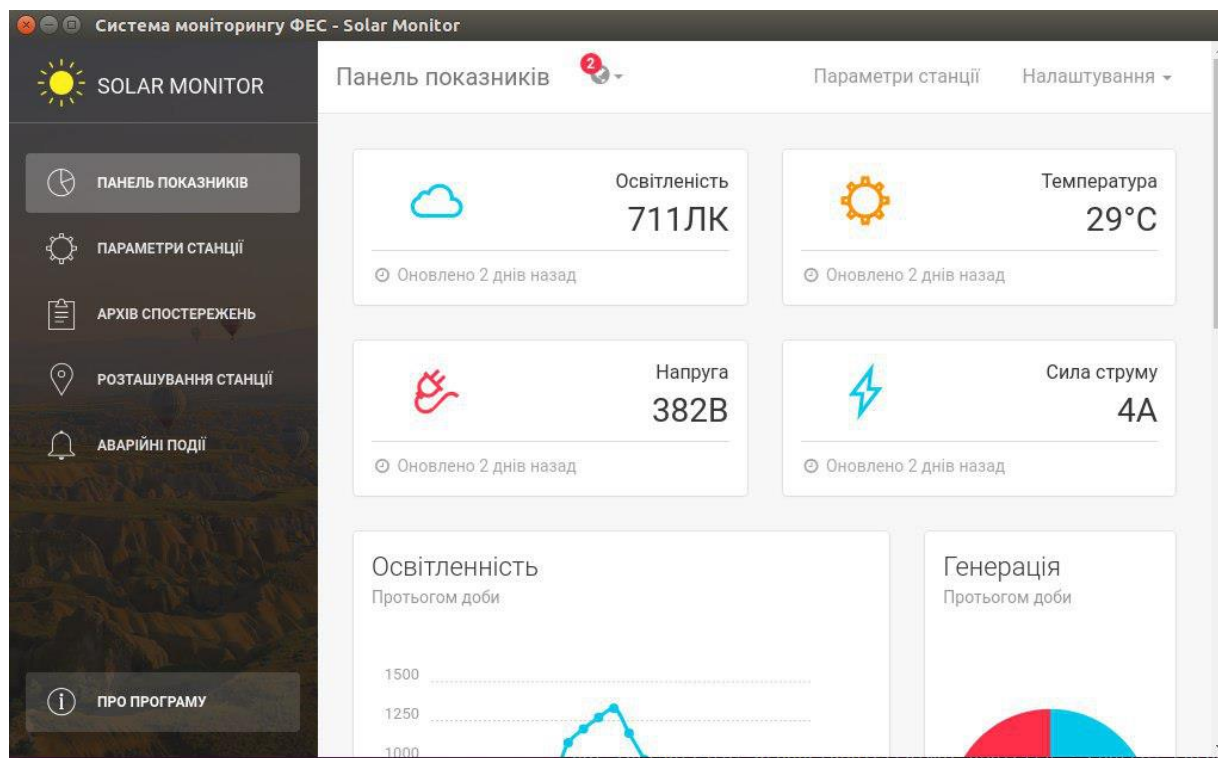 Система моніторингу ФЕС - Solar Monitor
SOLAR MONITOR
ПАНЕЛЬ ПОКАЗНИКІВ
ПАРАМЕТРИ СТАНЦІЇ
АРХІВ СПОСТЕРЕЖЕНЬ
РОЗТАШУВАННЯ СТАНЦІЇ
АВАРІЙНІ ПОДІЇ
ПРО ПРОГРАМУ
Панель показників
2
Параметри станції
Налаштування
Освітленість
711ЛК
Оновлено 2 днів назад
Температура
29°C
Оновлено 2 днів назад
Напруга
382В
Оновлено 2 днів назад
Сила струму
4А
Оновлено 2 днів назад
Освітленність
Протьогом доби
1500
1250
1000
Генерація
Протьогом доби